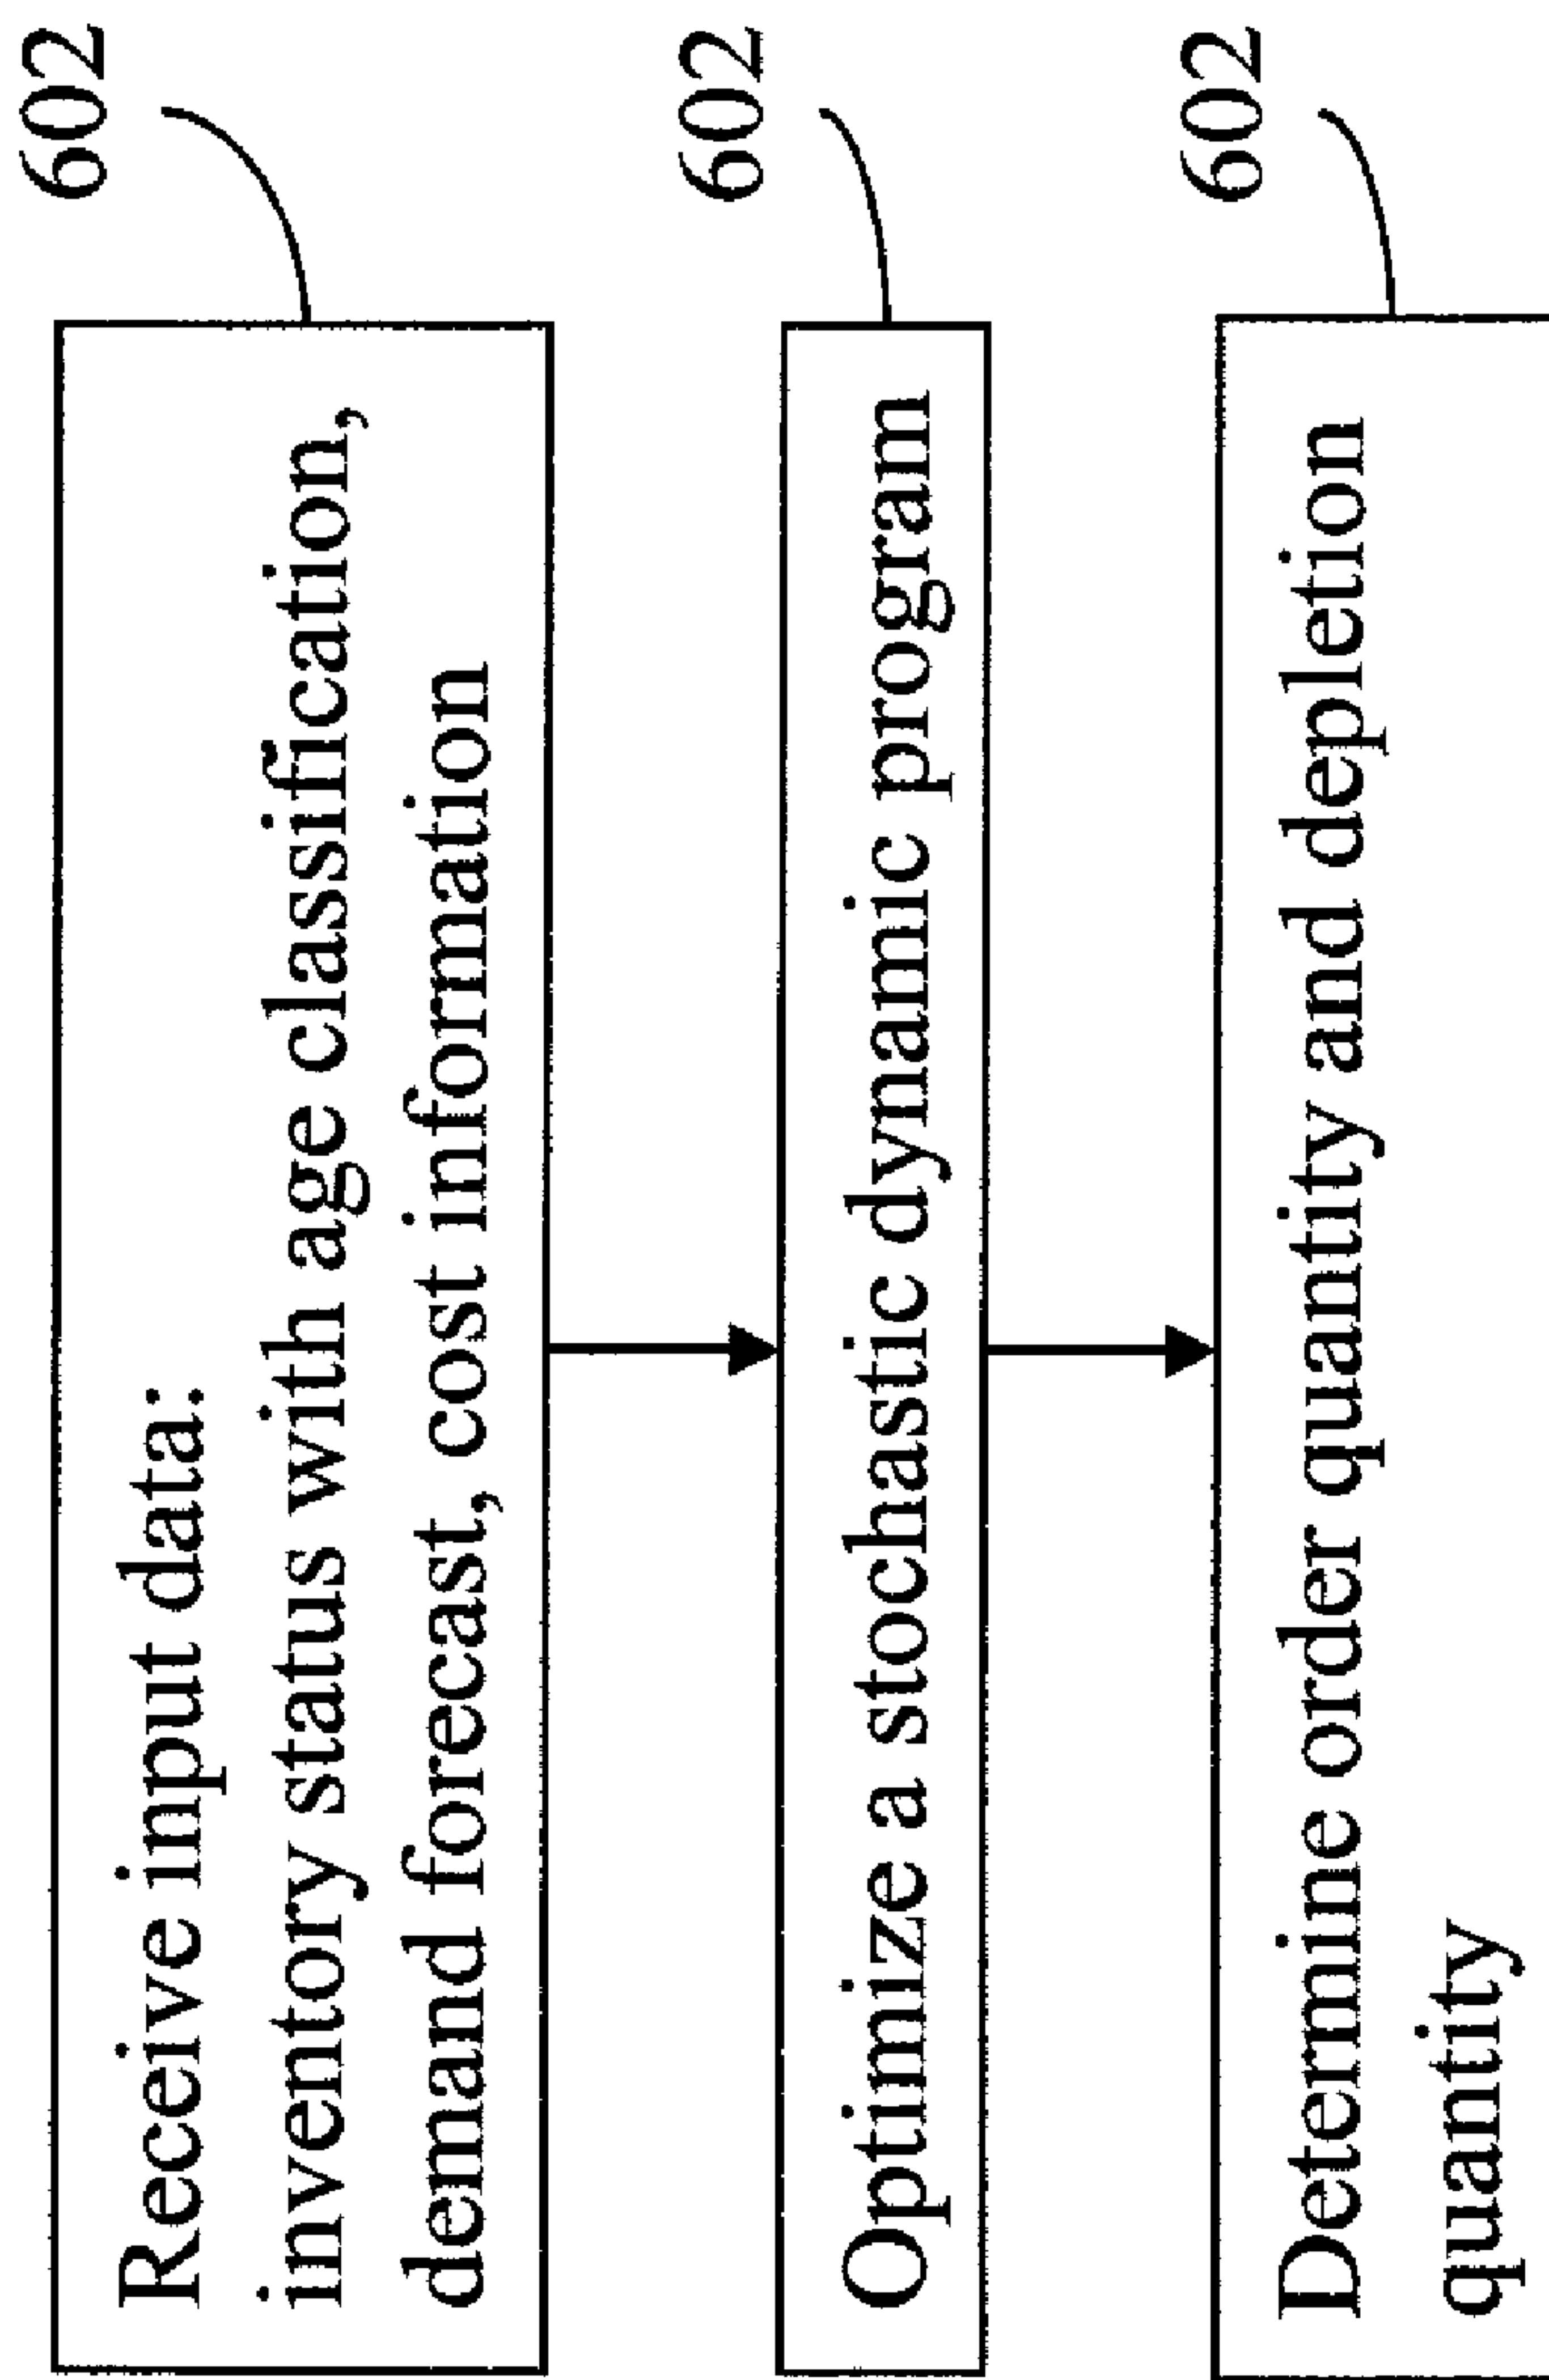 602
Receive input data:
inventory status with age classification,
demand forecast, cost information
602
Optimize a stochastic dynamic program
602
Determine order quantity and depletion
quantity